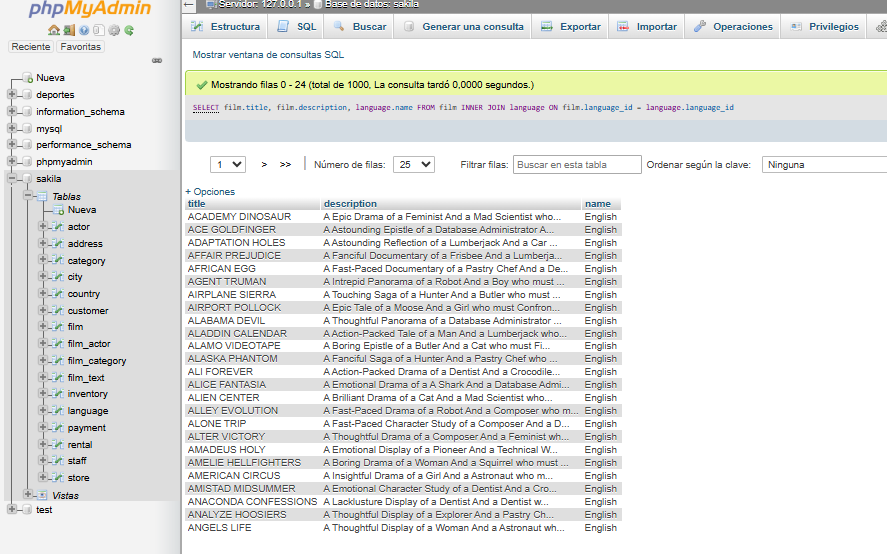 phpMyAdmin
Reciente Favoritas
Nueva
deportes
information_schema
mysql
performance_schema
phpmyadmin
sakila
Tablas
Nueva
actor
address
category
city
country
customer
film
film_actor
film_category
film_text
inventory
language
payment
rental
staff
store
Vistas
test
Servidor: 127.0.0.1 » Base de datos: sakila
Estructura SQL Buscar Generar una consulta Exportar Importar Operaciones Privilegios
Mostrar ventana de consultas SQL
Mostrando filas 0 - 24 (total de 1000, La consulta tardó 0,0000 segundos.)
SELECT film.title, film.description, language.name FROM film INNER JOIN language ON film.language_id = language.language_id
1 > >> Número de filas: 25 Filtrar filas: Buscar en esta tabla Ordenar según la clave: Ninguna
+ Opciones
title description name
ACADEMY DINOSAUR A Epic Drama of a Feminist And a Mad Scientist who... English
ACE GOLDFINGER A Astounding Epistle of a Database Administrator A... English
ADAPTATION HOLES A Astounding Reflection of a Lumberjack And a Car ... English
AFFAIR PREJUDICE A Fanciful Documentary of a Frisbee And a Lumberja... English
AFRICAN EGG A Fast-Paced Documentary of a Pastry Chef And a De... English
AGENT TRUMAN A Intrepid Panorama of a Robot And a Boy who must ... English
AIRPLANE SIERRA A Touching Saga of a Hunter And a Butler who must ... English
AIRPORT POLLOCK A Epic Tale of a Moose And a Girl who must Confron... English
ALABAMA DEVIL A Thoughtful Panorama of a Database Administrator ... English
ALADDIN CALENDAR A Action-Packed Tale of a Man And a Lumberjack who... English
ALAMO VIDEOTAPE A Boring Epistle of a Butler And a Cat who must Fi... English
ALASKA PHANTOM A Fanciful Saga of a Hunter And a Pastry Chef who ... English
ALI FOREVER A Action-Packed Drama of a Dentist And a Crocodile... English
ALICE FANTASIA A Emotional Drama of a A Shark And a Database Admi... English
ALIEN CENTER A Brilliant Drama of a Cat And a Mad Scientist who... English
ALLEY EVOLUTION A Fast-Paced Drama of a Robot And a Composer who m... English
ALONE TRIP A Fast-Paced Character Study of a Composer And a D... English
ALTER VICTORY A Thoughtful Drama of a Composer And a Feminist wh... English
AMADEUS HOLY A Emotional Display of a Pioneer And a Technical W... English
AMELIE HELLFIGHTERS A Boring Drama of a Woman And a Squirrel who must ... English
AMERICAN CIRCUS A Insightful Drama of a Girl And a Astronaut who m... English
AMISTAD MIDSUMMER A Emotional Character Study of a Dentist And a Cro... English
ANACONDA CONFESSIONS A Lacklusture Display of a Dentist And a Dentist w... English
ANALYZE HOOSIERS A Thoughtful Display of a Explorer And a Pastry Ch... English
ANGELS LIFE A Thoughtful Display of a Woman And a Astronaut wh... English